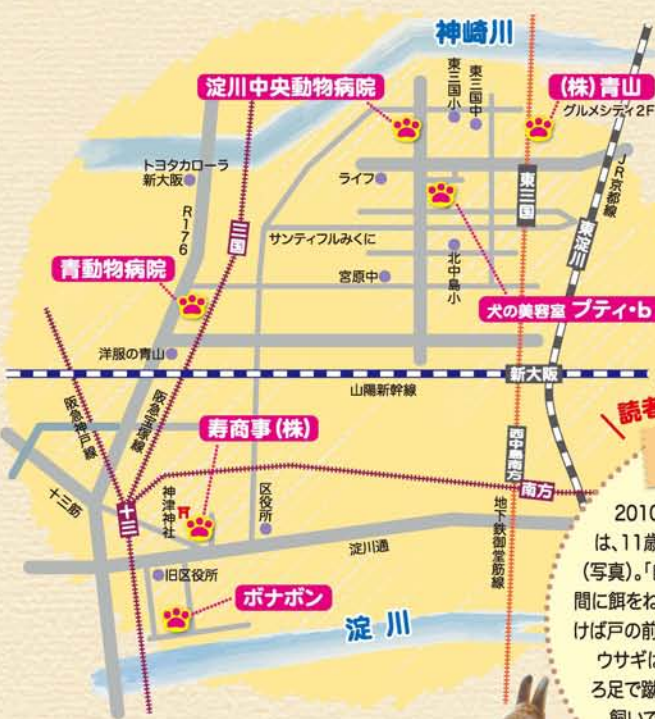 神崎川
淀川中央動物病院
東三国小
東三国中
(株)青山
グルメシティ2F
トヨタカローラ
新大阪
ライフ
東三国
JR京都線
R176
三国
サンティフルみくに
東淀川
北中島小
青動物病院
宮原中
犬の美容室 プティ・b
洋服の青山
新大阪
山陽新幹線
阪急神戸線
阪急宝塚線
読者
寿商事(株)
西中島南方
十三筋
十三
神津神社
区役所
南方
地下鉄御堂筋線
淀川通
旧区役所
ボナボン
淀川
2010
は、11歳
(写真)。「
間に餌をね
けば戸の前
ウサギは
ろ足で蹴
飼いて